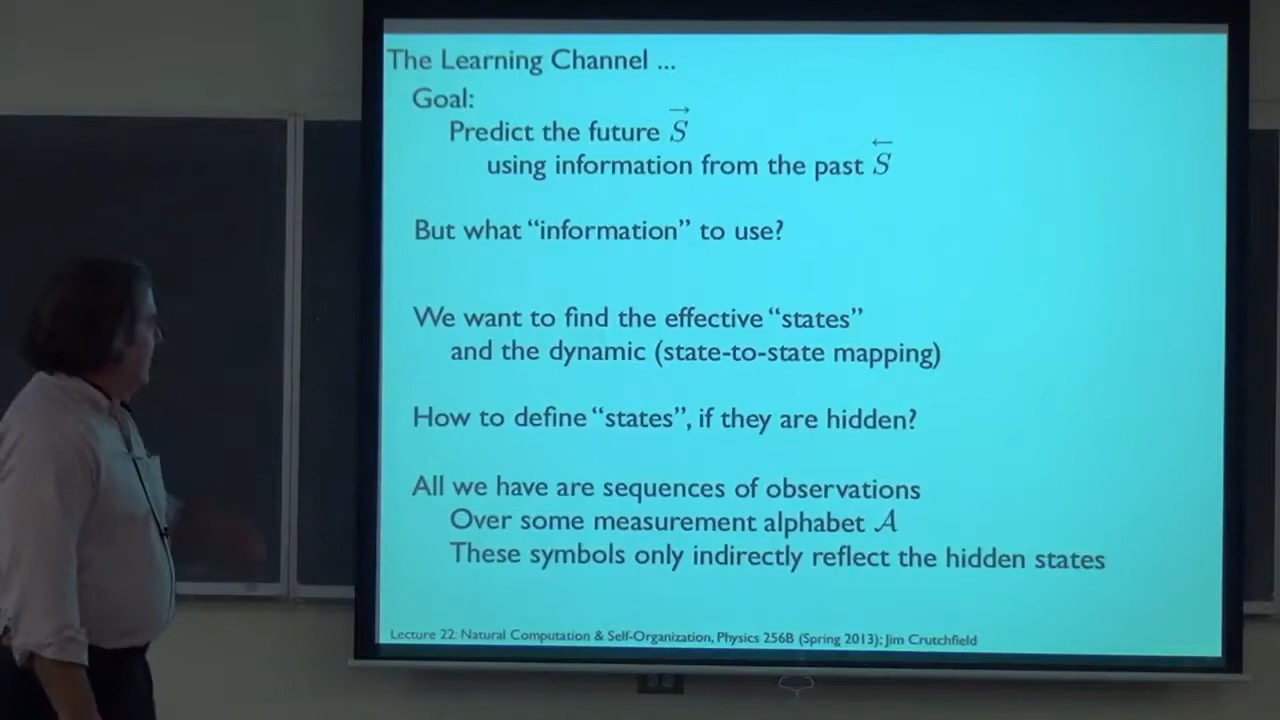 The Learning Channel ...
Goal:
Predict the future $\overrightarrow{S}$
using information from the past $\overleftarrow{S}$
But what “information” to use?
We want to find the effective “states”
and the dynamic (state-to-state mapping)
How to define “states”, if they are hidden?
All we have are sequences of observations
Over some measurement alphabet $\mathcal{A}$
These symbols only indirectly reflect the hidden states
Lecture 22: Natural Computation & Self-Organization, Physics 256B (Spring 2013); Jim Crutchfield